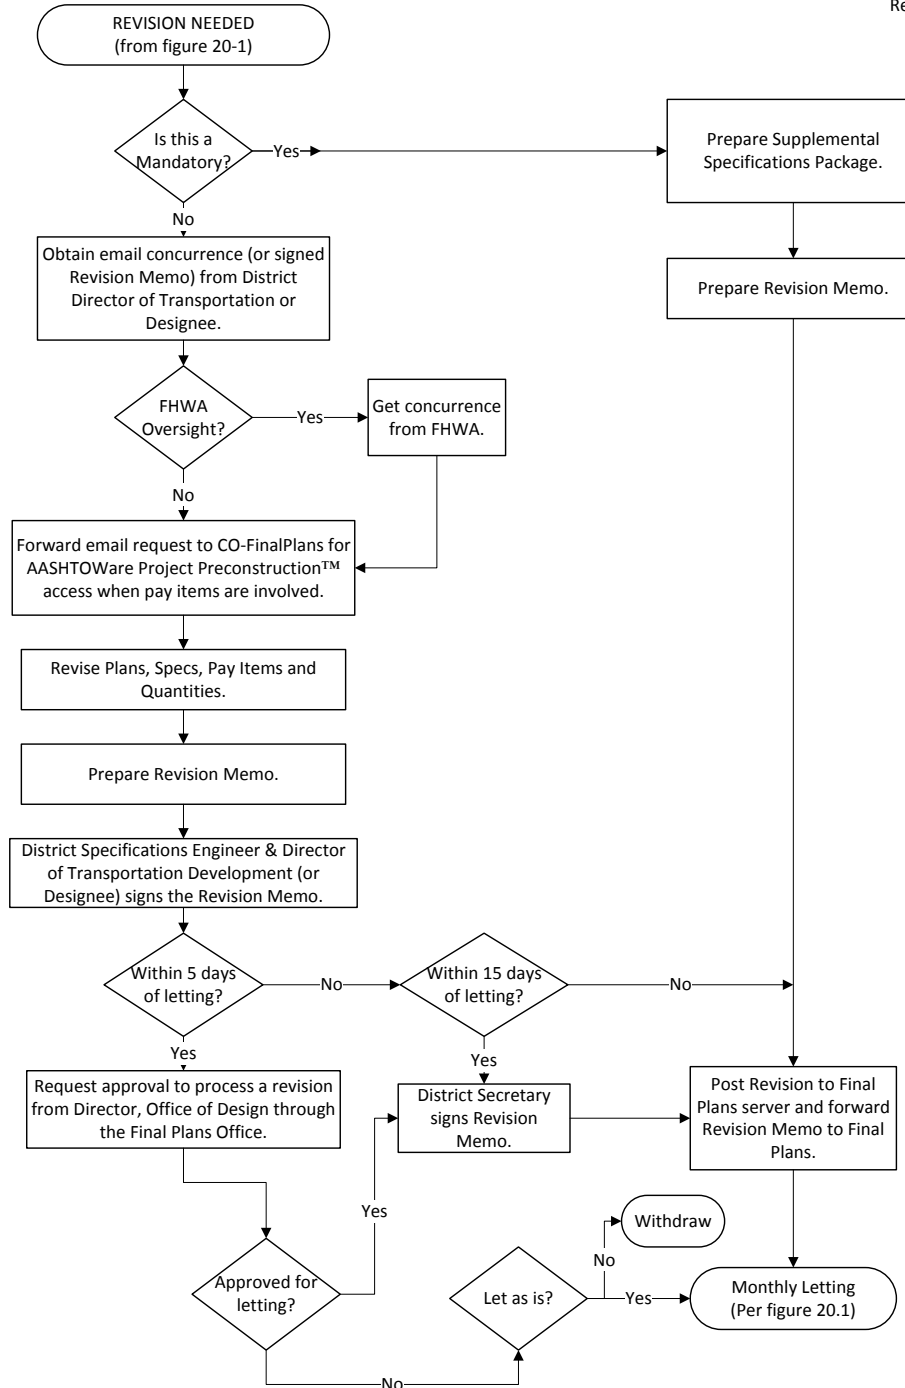 Re
REVISION NEEDED
(from figure 20-1)
Is this a
Mandatory?
Yes
Prepare Supplemental
Specifications Package.
No
Obtain email concurrence (or signed
Revision Memo) from District
Director of Transportation or
Designee.
Prepare Revision Memo.
FHWA
Oversight?
Yes
Get concurrence
from FHWA.
No
Forward email request to CO-FinalPlans for
AASHTOWare Project Preconstruction™
access when pay items are involved.
Revise Plans, Specs, Pay Items and
Quantities.
Prepare Revision Memo.
District Specifications Engineer & Director
of Transportation Development (or
Designee) signs the Revision Memo.
Within 5 days
of letting?
No
Within 15 days
of letting?
No
Yes
Yes
Request approval to process a revision
from Director, Office of Design through
the Final Plans Office.
District Secretary
signs Revision
Memo.
Post Revision to Final
Plans server and forward
Revision Memo to Final
Plans.
Yes
Withdraw
No
Approved for
letting?
Let as is?
Yes
Monthly Letting
(Per figure 20.1)
No